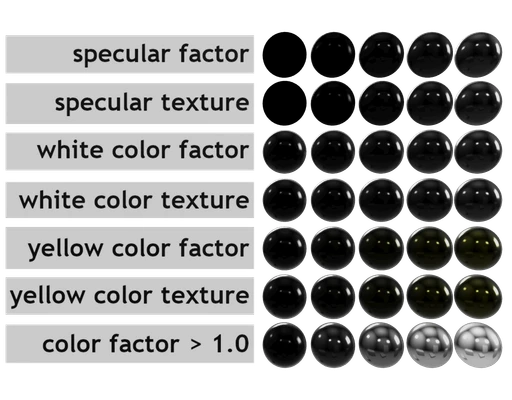 specular factor
specular texture
white color factor
white color texture
yellow color factor
yellow color texture
color factor > 1.0